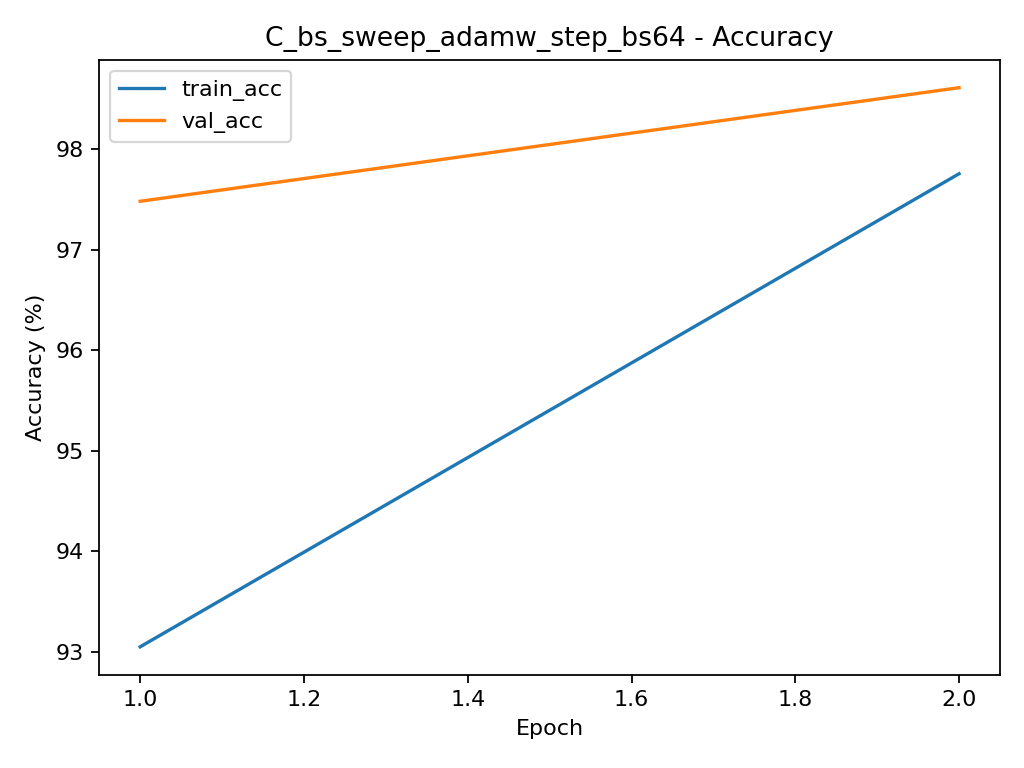 C_bs_sweep_adamw_step_bs64 - Accuracy
train_acc
val_acc
98
97
96
95
94
93
Accuracy (%)
1.0 1.2 1.4 1.6 1.8 2.0
Epoch